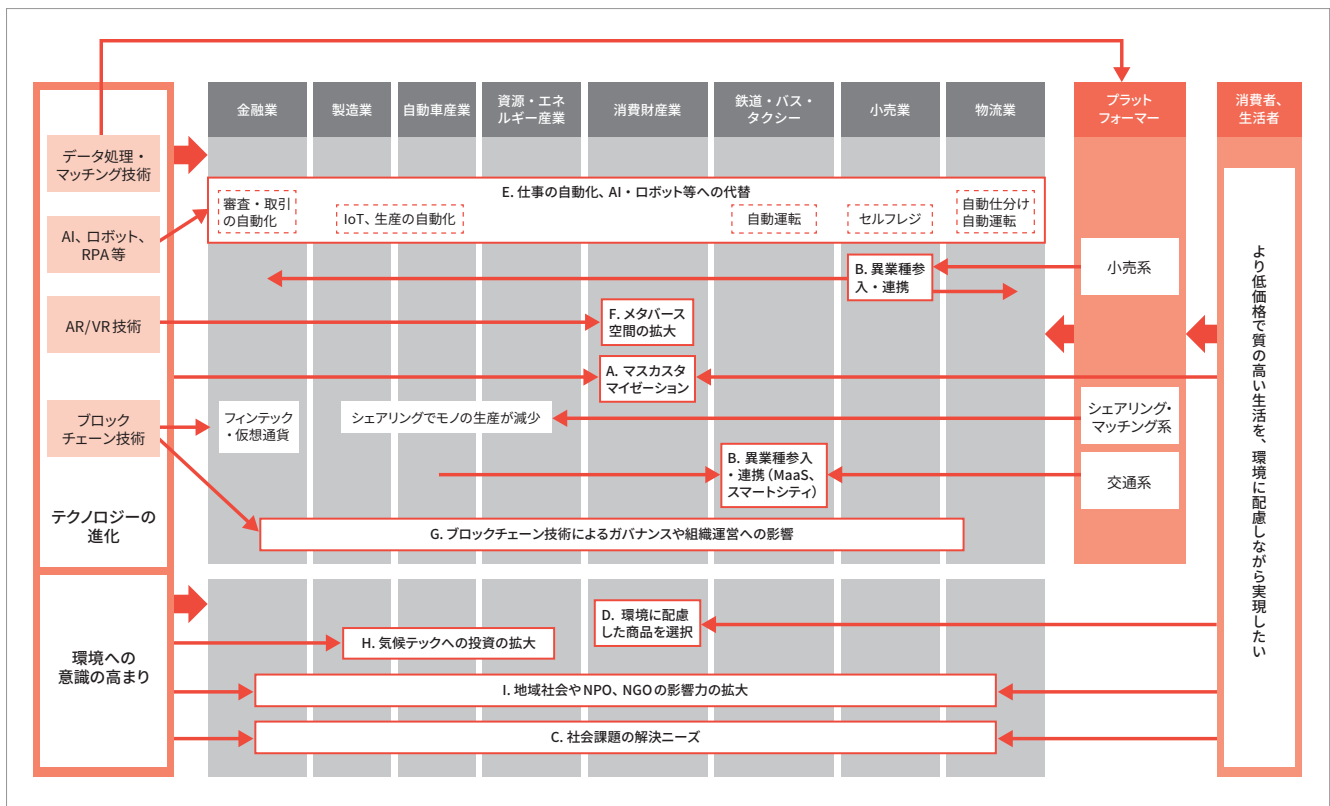 金融業
製造業
自動車産業
資源・エネ
ルギー産業
消費財産業
鉄道・バス・
タクシー
小売業
物流業
プラット
フォーマー
消費者、
生活者
データ処理・
マッチング技術
AI、ロボット、
RPA等
AR/VR技術
ブロック
チェーン技術
テクノロジーの
進化
環境への
意識の高まり
E. 仕事の自動化、AI・ロボット等への代替
審査・取引
の自動化
IoT、生産の自動化
自動運転
セルフレジ
自動仕分け
自動運転
B. 異業種参
入・連携
小売系
F. メタバース
空間の拡大
A. マスカスタ
マイゼーション
フィンテック
・仮想通貨
シェアリングでモノの生産が減少
シェアリング・
マッチング系
B. 異業種参入
・連携（MaaS、
スマートシティ）
交通系
G. ブロックチェーン技術によるガバナンスや組織運営への影響
D. 環境に配慮
した商品を選択
H. 気候テックへの投資の拡大
I. 地域社会やNPO、NGOの影響力の拡大
C. 社会課題の解決ニーズ
より低価格で質の高い生活を、環境に配慮しながら実現したい